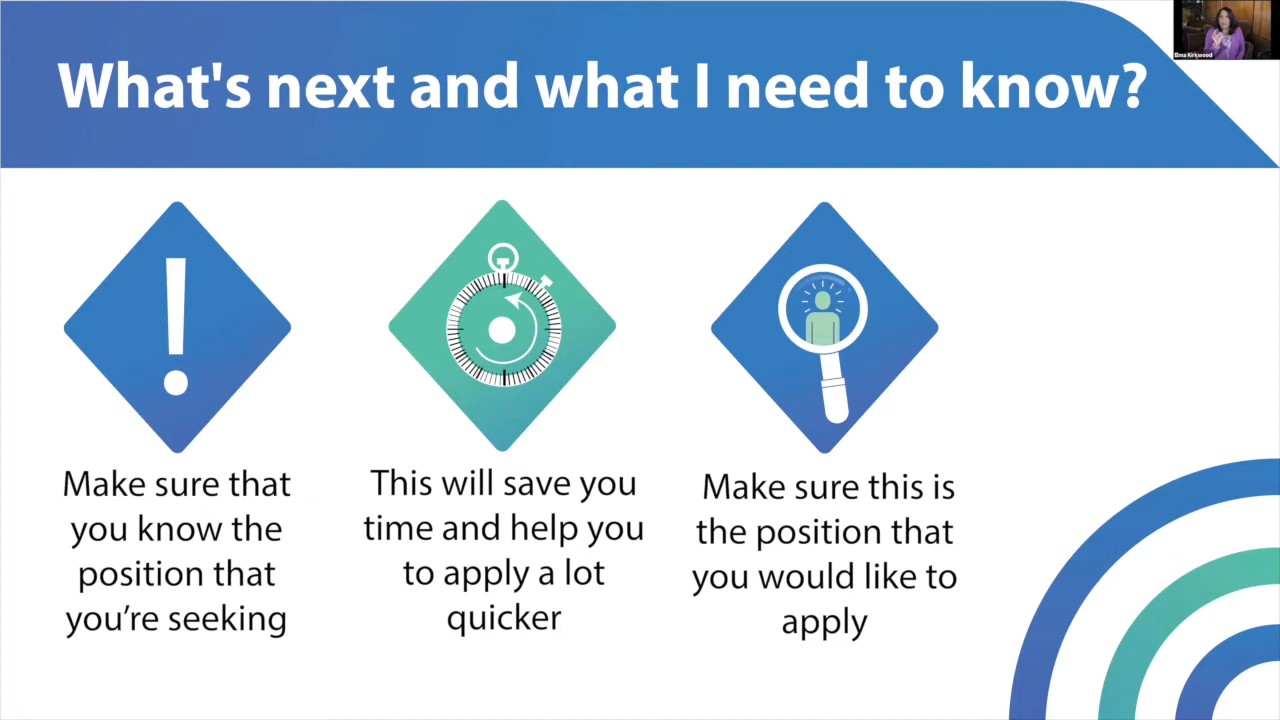 What's next and what I need to know?
Elma Kirkwood
Make sure that
you know the
position that
you’re seeking
This will save you
time and help you
to apply a lot
quicker
Make sure this is
the position that
you would like to
apply